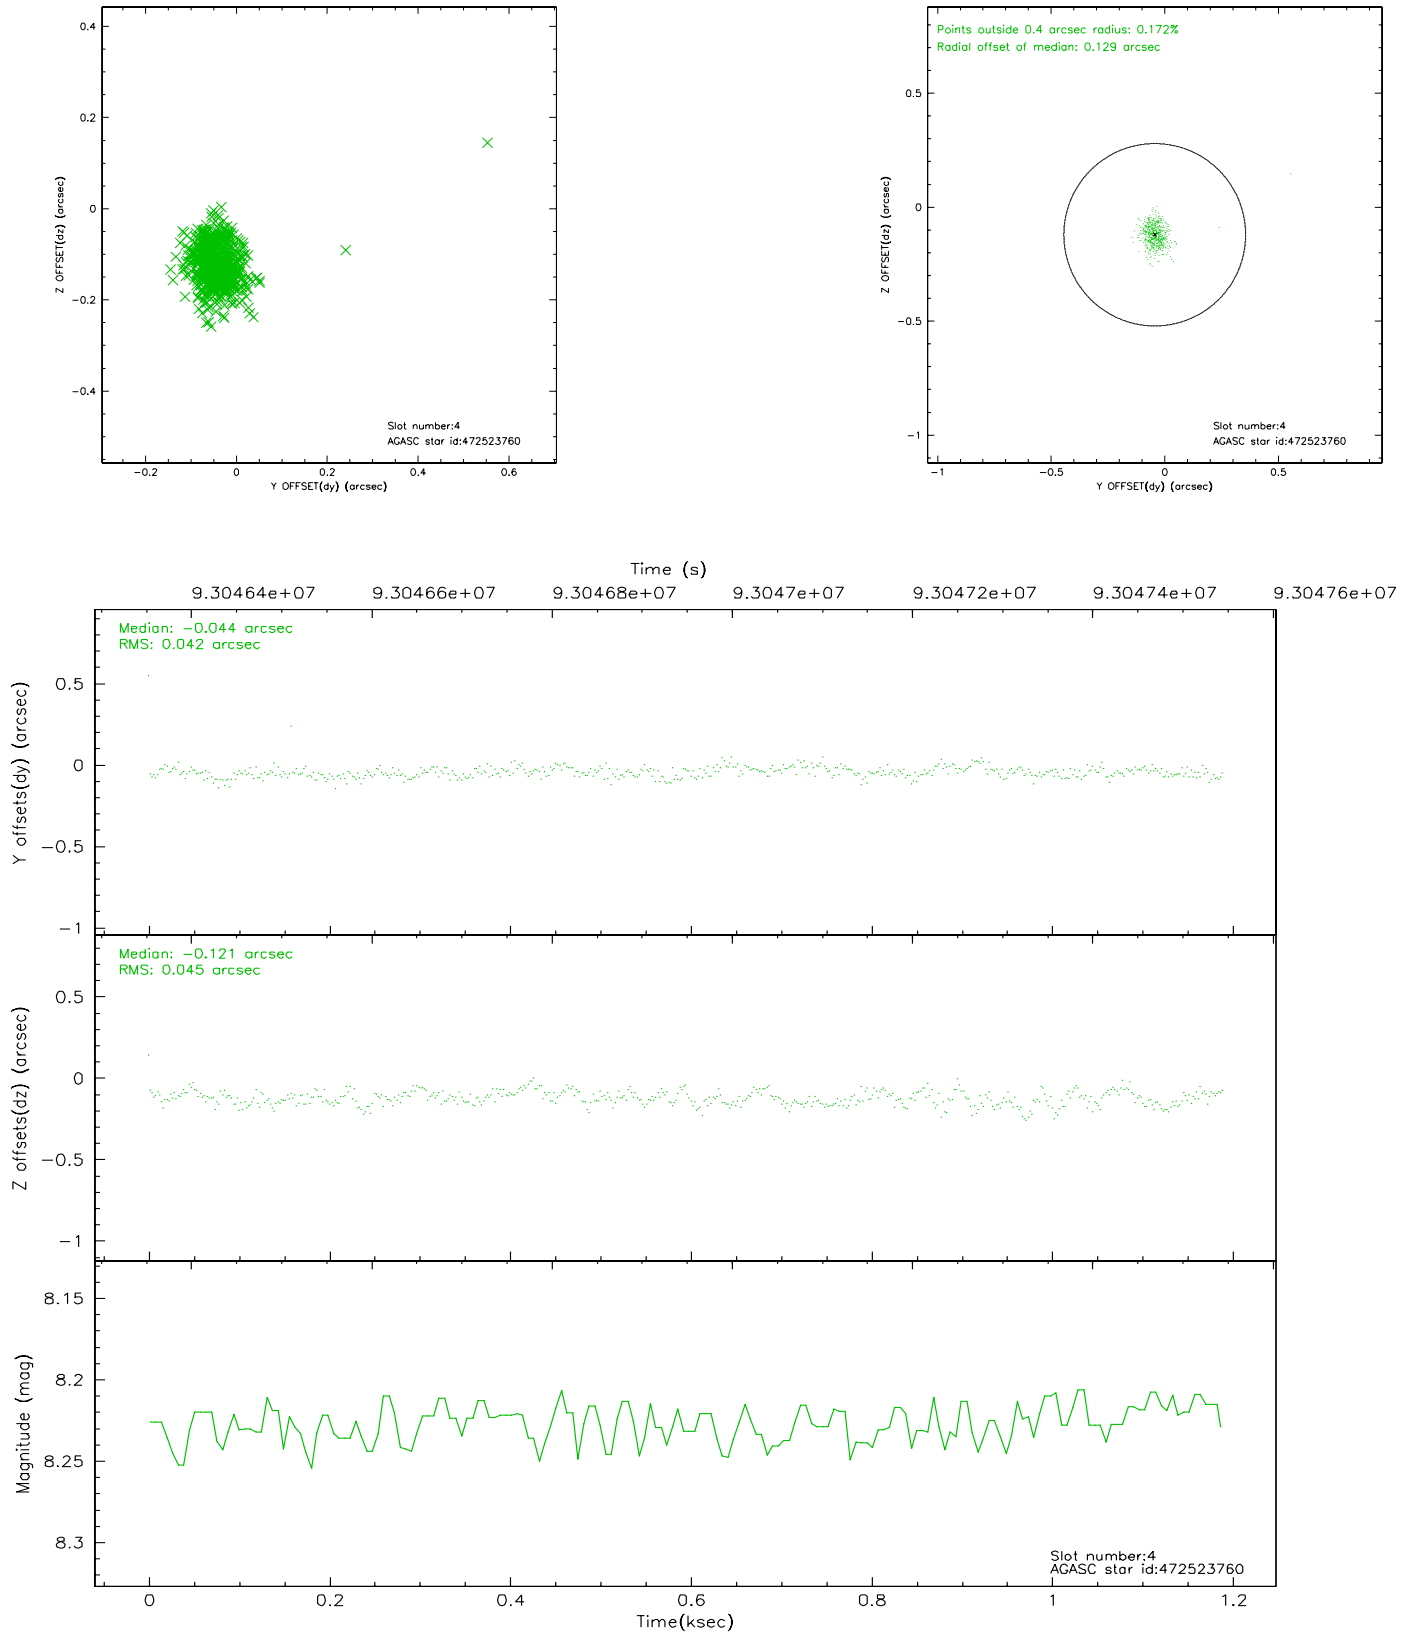 0.4
0.2
0
-0.2
-0.4
Z OFFSET(dz) (arcsec)
-0.2 0 0.2 0.4 0.6
Y OFFSET(dy) (arcsec)
Slot number:4
AGASC star id:472523760
Points outside 0.4 arcsec radius: 0.172%
Radial offset of median: 0.129 arcsec
0.5
0
-0.5
-1
Z OFFSET(dz) (arcsec)
-1 -0.5 0 0.5
Y OFFSET(dy) (arcsec)
Slot number:4
AGASC star id:472523760
Time (s)
9.30464e+07 9.30466e+07 9.30468e+07 9.3047e+07 9.30472e+07 9.30474e+07 9.30476e+07
Median: -0.044 arcsec
RMS: 0.042 arcsec
0.5
0
-0.5
-1
Y offsets(dy) (arcsec)
Median: -0.121 arcsec
RMS: 0.045 arcsec
0.5
0
-0.5
-1
Z offsets(dz) (arcsec)
8.15
8.2
8.25
8.3
Magnitude (mag)
Slot number:4
AGASC star id:472523760
0 0.2 0.4 0.6 0.8 1 1.2
Time(ksec)